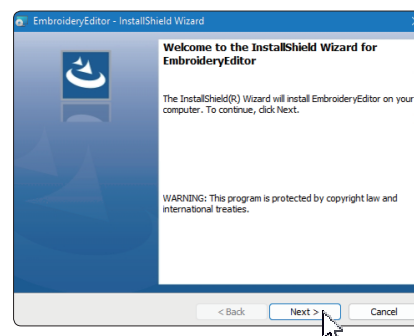 EmbroideryEditor - InstallShield Wizard
Welcome to the InstallShield Wizard for
EmbroideryEditor
The InstallShield(R) Wizard will install EmbroideryEditor on your
computer. To continue, click Next.
WARNING: This program is protected by copyright law and
international treaties.
< Back Next > Cancel